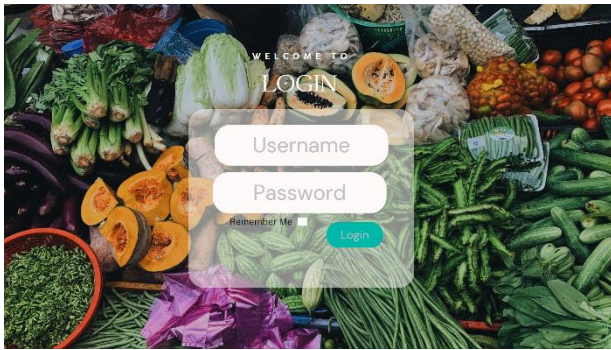 WELCOME TO
LOGIN
Username
Password
Remember Me
Login